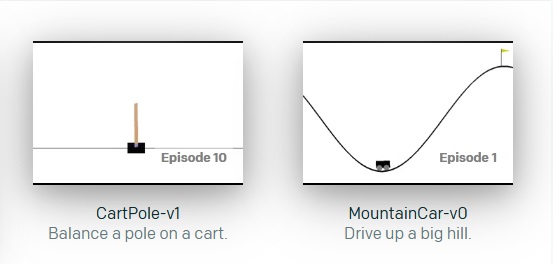 Episode 10
Episode 1
CartPole-v1
Balance a pole on a cart.
MountainCar-v0
Drive up a big hill.